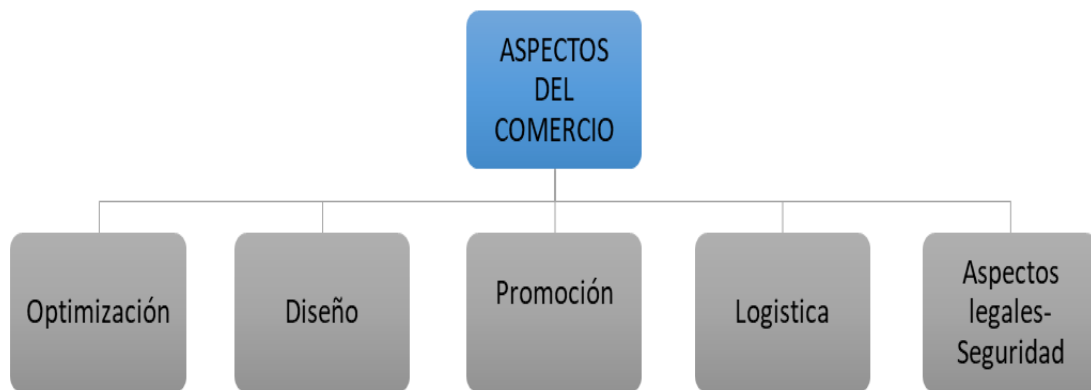 ASPECTOS
DEL
COMERCIO
Optimización
Diseño
Promoción
Logistica
Aspectos
legales-
Seguridad